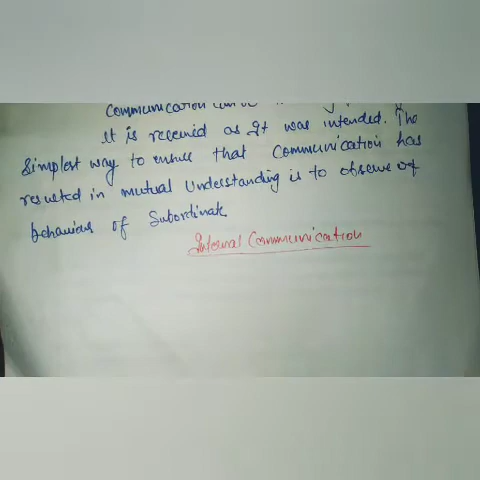 Communication
It is received as It was intended. The
Simplest way to ensure that Communication has
resulted in mutual Understanding is to observe of
behaviour of Subordinate.
Internal Communication